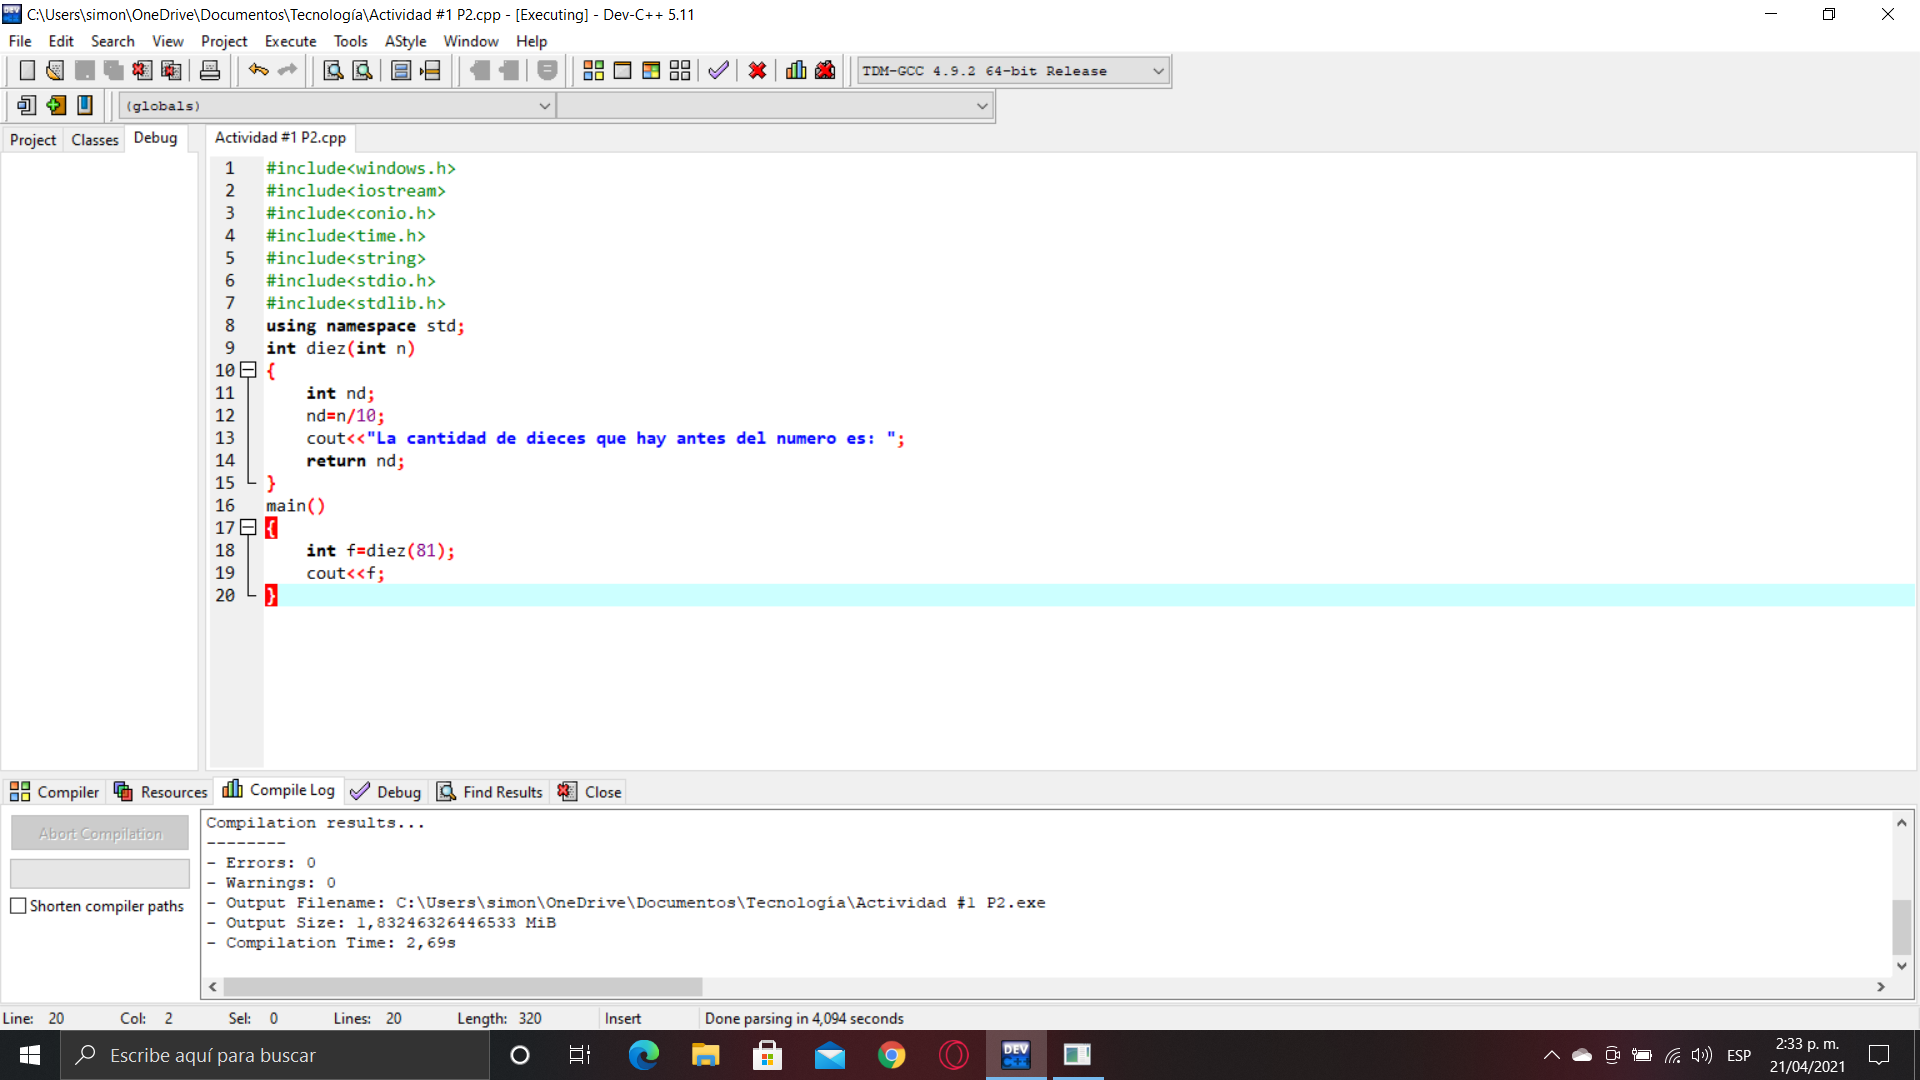 C:\Users\simon\OneDrive\Documentos\Tecnología\Actividad #1 P2.cpp - [Executing] - Dev-C++ 5.11
File Edit Search View Project Execute Tools AStyle Window Help
TDM-GCC 4.9.2 64-bit Release
(globals)
Project Classes Debug
Actividad #1 P2.cpp
1 #include<windows.h>
2 #include<iostream>
3 #include<conio.h>
4 #include<time.h>
5 #include<string>
6 #include<stdio.h>
7 #include<stdlib.h>
8 using namespace std;
9 int diez(int n)
10 {
11 int nd;
12 nd=n/10;
13 cout<<"La cantidad de dieces que hay antes del numero es: ";
14 return nd;
15 }
16 main()
17 {
18 int f=diez(81);
19 cout<<f;
20 }
Compiler Resources Compile Log Debug Find Results Close
Abort Compilation
Shorten compiler paths
Compilation results...
--------
- Errors: 0
- Warnings: 0
- Output Filename: C:\Users\simon\OneDrive\Documentos\Tecnología\Actividad #1 P2.exe
- Output Size: 1,83246326446533 MiB
- Compilation Time: 2,69s
Line: 20 Col: 2 Sel: 0 Lines: 20 Length: 320 Insert Done parsing in 4,094 seconds
Escribe aquí para buscar
DEV C++
ESP
2:33 p. m.
21/04/2021